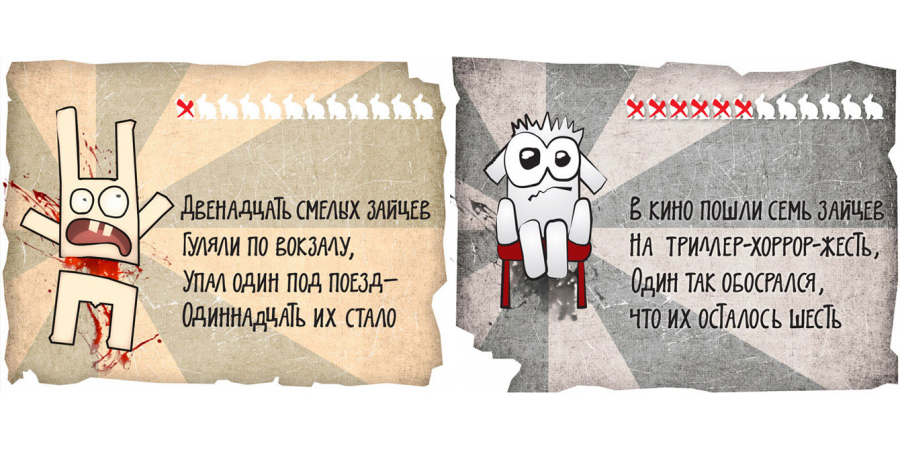 Двенадцать смелых зайцев
Гуляли по вокзалу,
Упал один под поезд–
Одиннадцать их стало
В кино пошли семь зайцев
На триллер-хоррор-жесть,
Один так обосрался,
что их осталось шесть